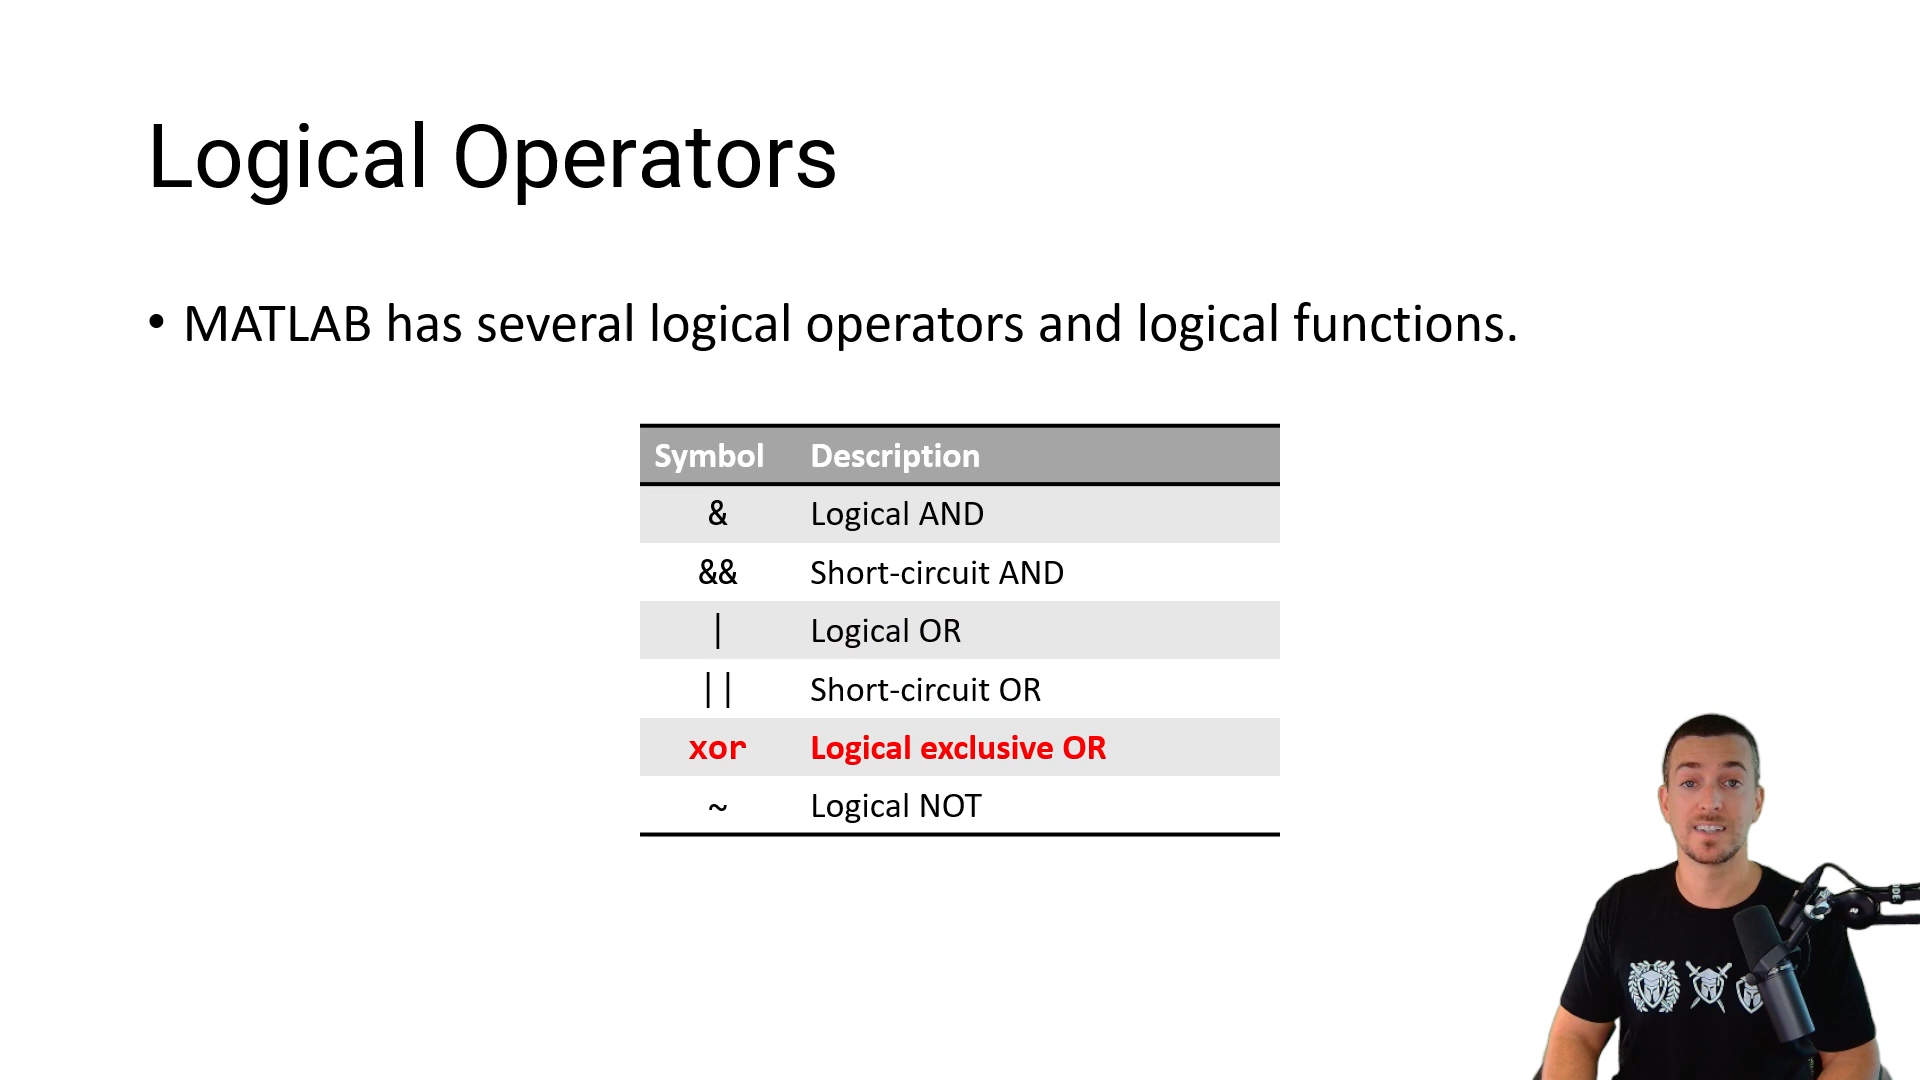 Logical Operators
• MATLAB has several logical operators and logical functions.
Symbol Description
& Logical AND
&& Short-circuit AND
| Logical OR
|| Short-circuit OR
xor Logical exclusive OR
~ Logical NOT